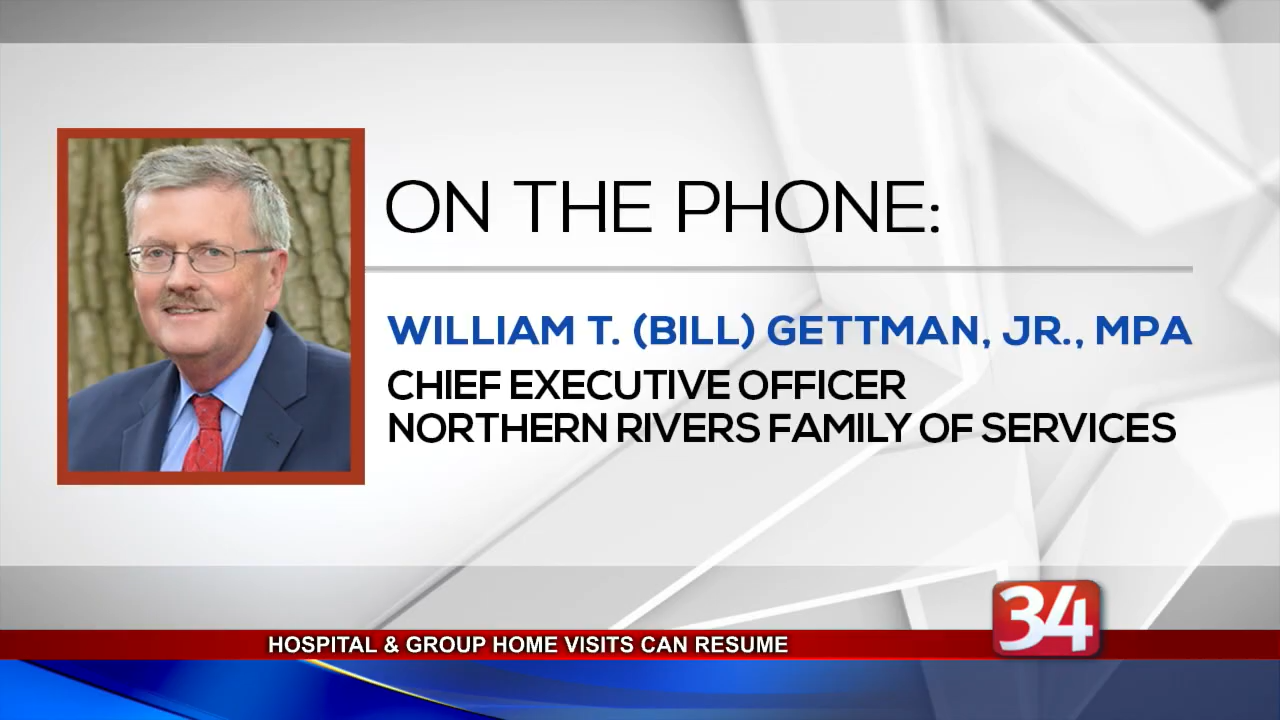 ON THE PHONE:
WILLIAM T. (BILL) GETTMAN, JR., MPA
CHIEF EXECUTIVE OFFICER
NORTHERN RIVERS FAMILY OF SERVICES
34
HOSPITAL & GROUP HOME VISITS CAN RESUME